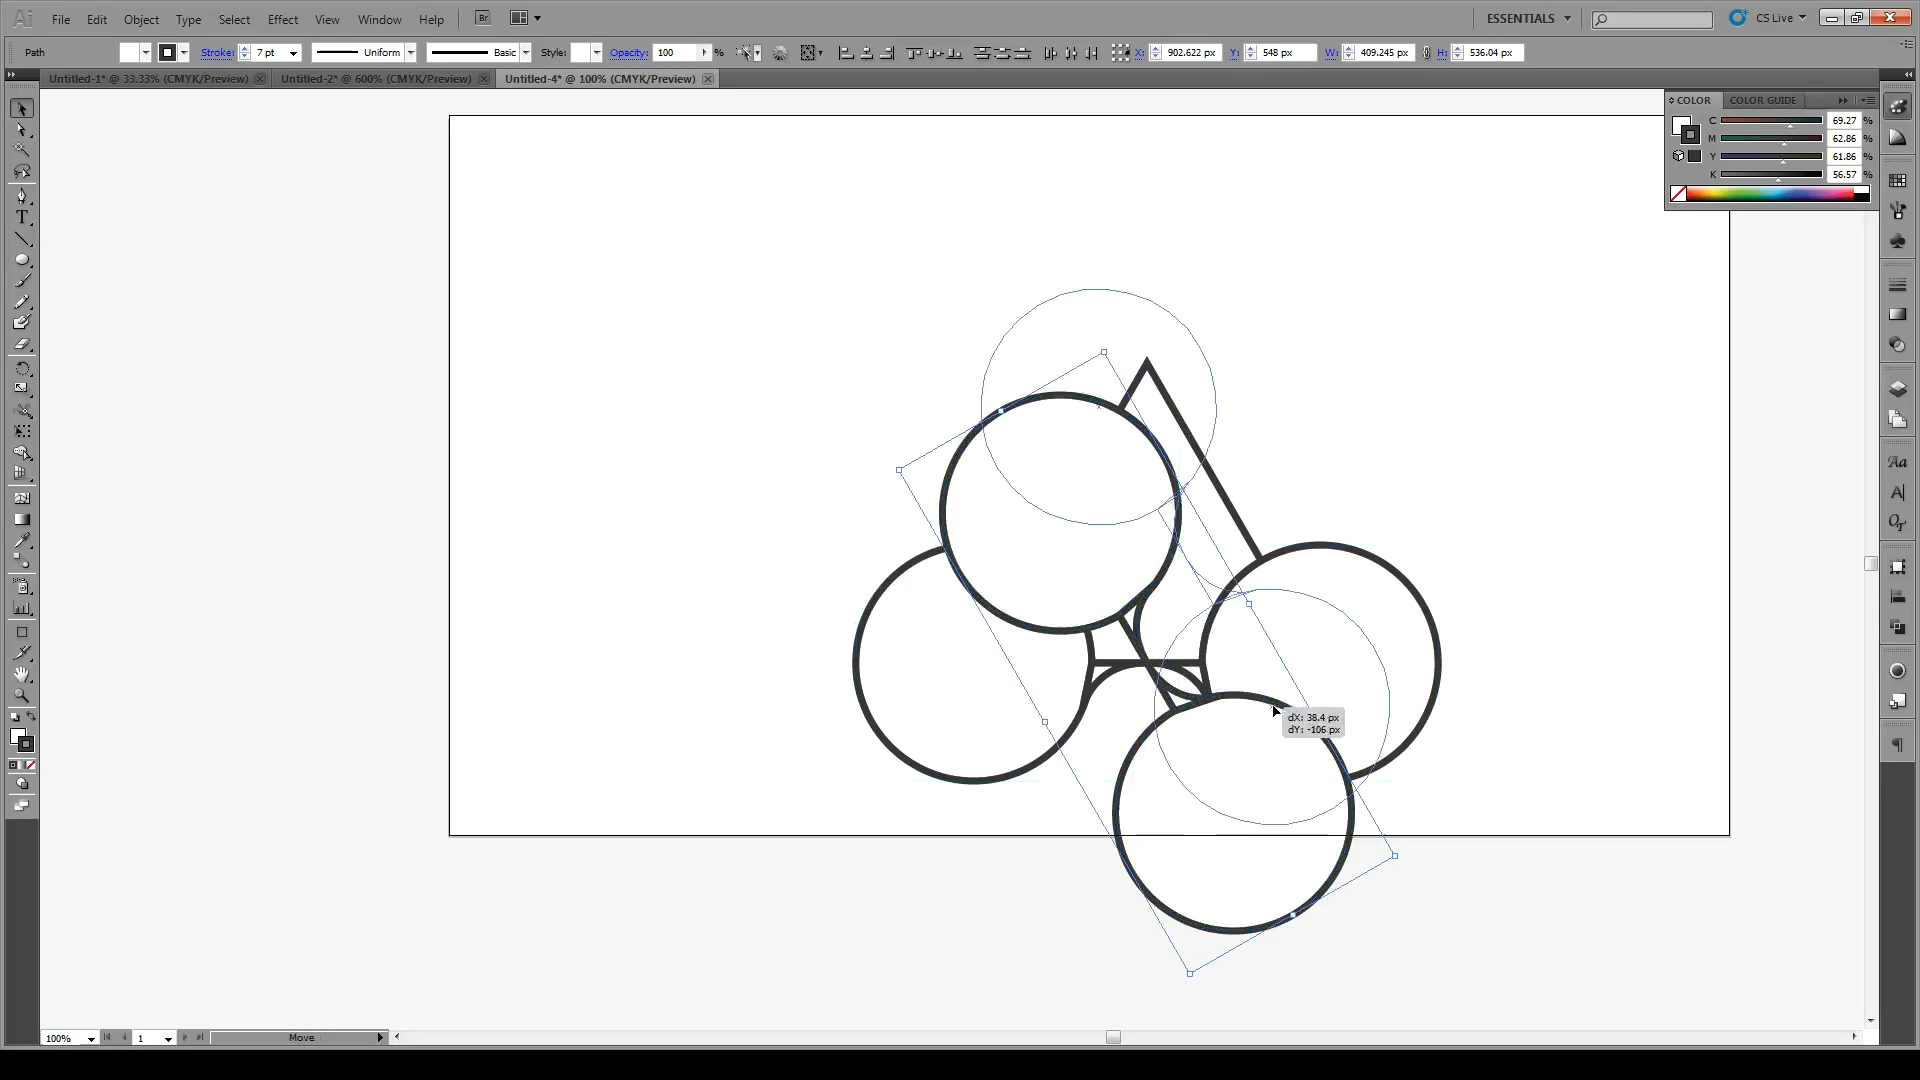 Ai File Edit Object Type Select Effect View Window Help Br ESSENTIALS CS Live
Path Stroke: 7 pt Uniform Basic Style: Opacity: 100 % X: 902.622 px Y: 548 px W: 409.245 px H: 536.04 px
Untitled-1* @ 33.33% (CMYK/Preview) Untitled-2* @ 600% (CMYK/Preview) Untitled-4* @ 100% (CMYK/Preview)
COLOR COLOR GUIDE
C 69.27 %
M 62.86 %
Y 61.86 %
K 56.57 %
dX: 38.4 px
dY: -106 px
100% 1 Move